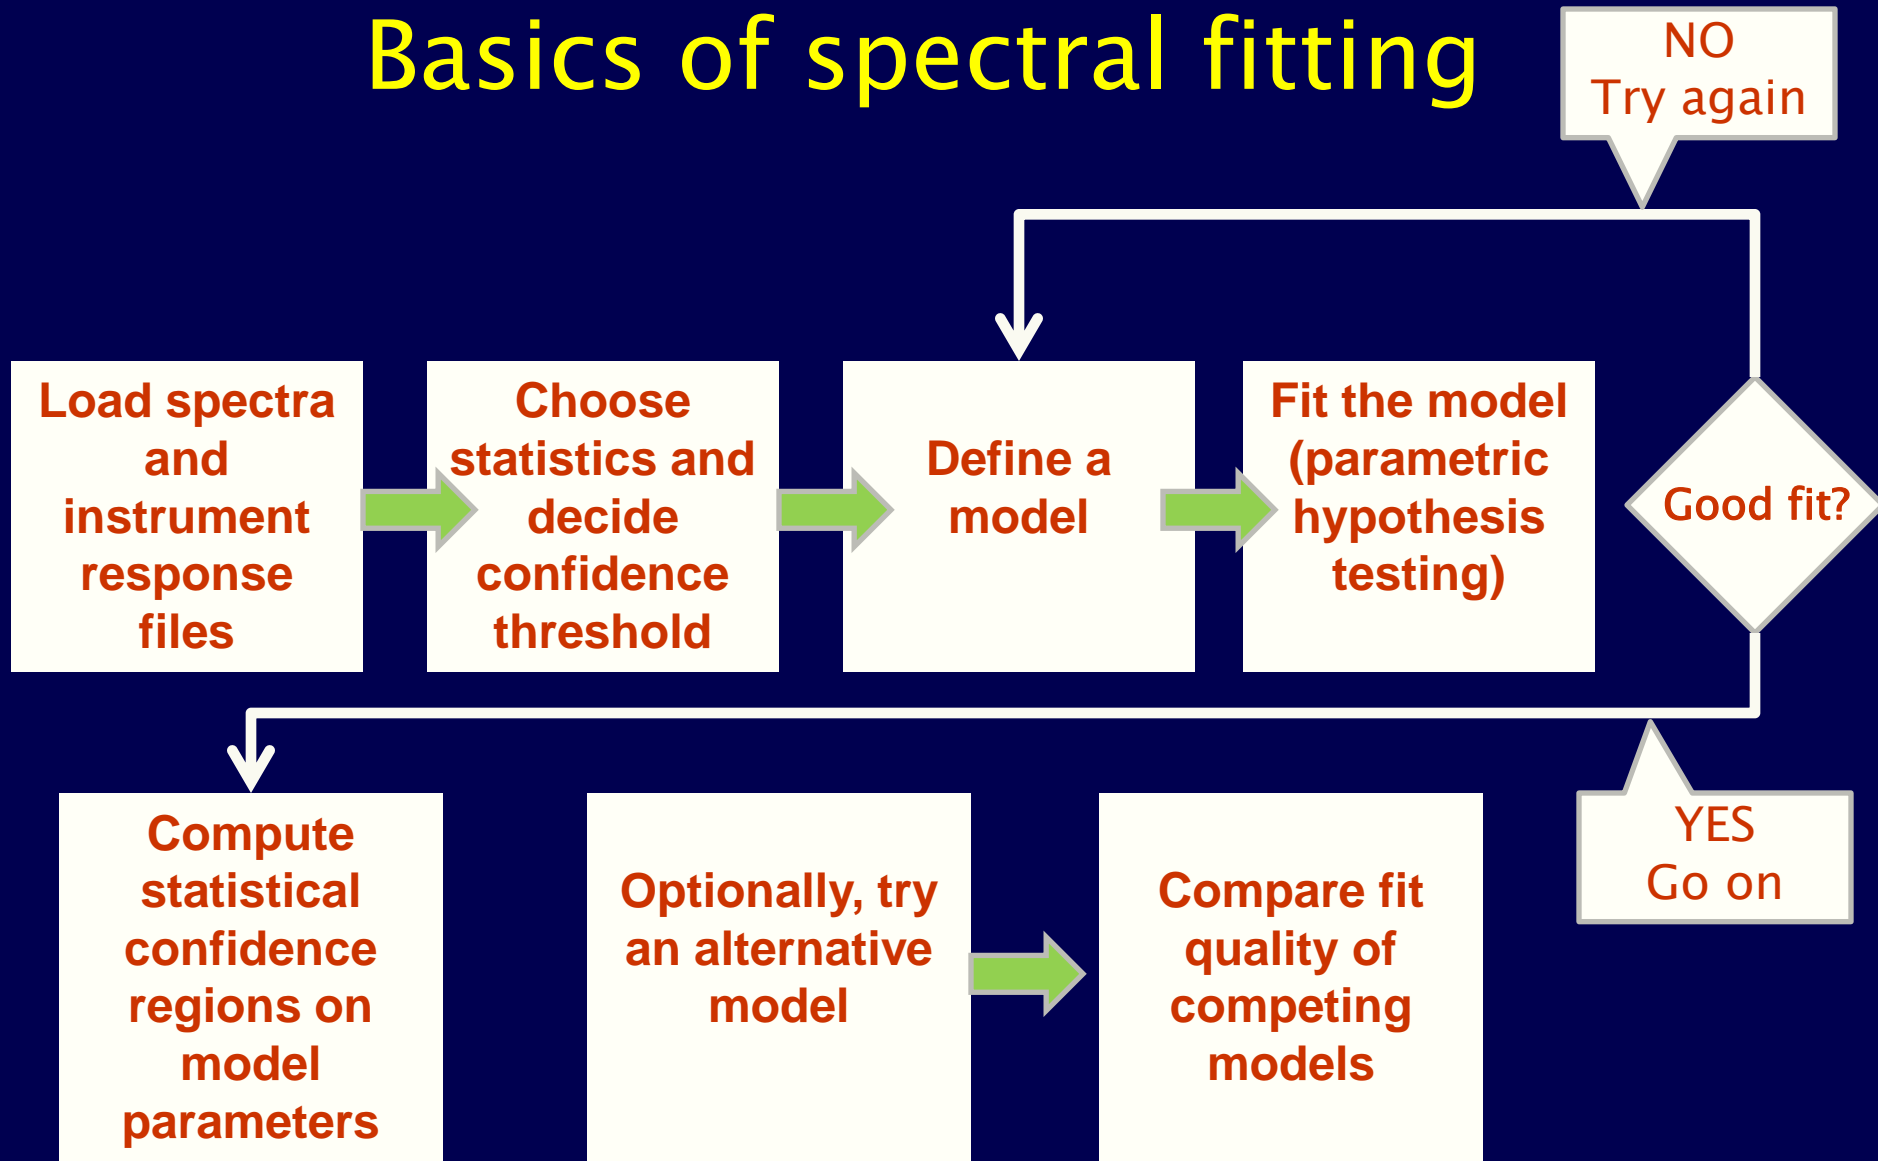 Basics of spectral fitting
NO
Try again
Load spectra
and
instrument
response
files
Choose
statistics and
decide
confidence
threshold
Define a
model
Fit the model
(parametric
hypothesis
testing)
Good fit?
Compute
statistical
confidence
regions on
model
parameters
Optionally, try
an alternative
model
Compare fit
quality of
competing
models
YES
Go on